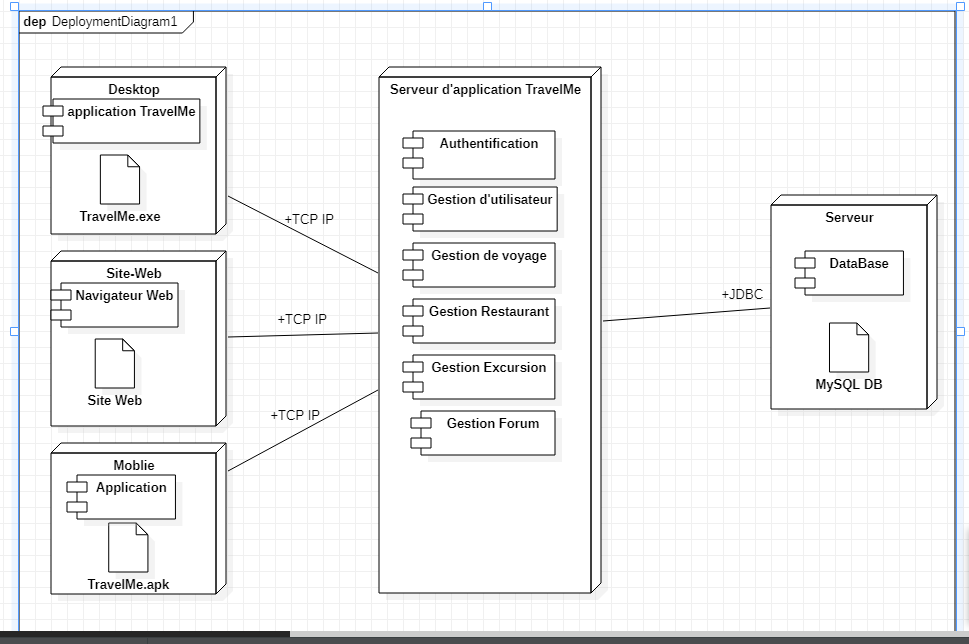 dep DeploymentDiagram1
Desktop
application TravelMe
TravelMe.exe
+TCP IP
Site-Web
Navigateur Web
Site Web
+TCP IP
Moblie
Application
TravelMe.apk
+TCP IP
Serveur d'application TravelMe
Authentification
Gestion d'utilisateur
Gestion de voyage
Gestion Restaurant
Gestion Excursion
Gestion Forum
+JDBC
Serveur
DataBase
MySQL DB